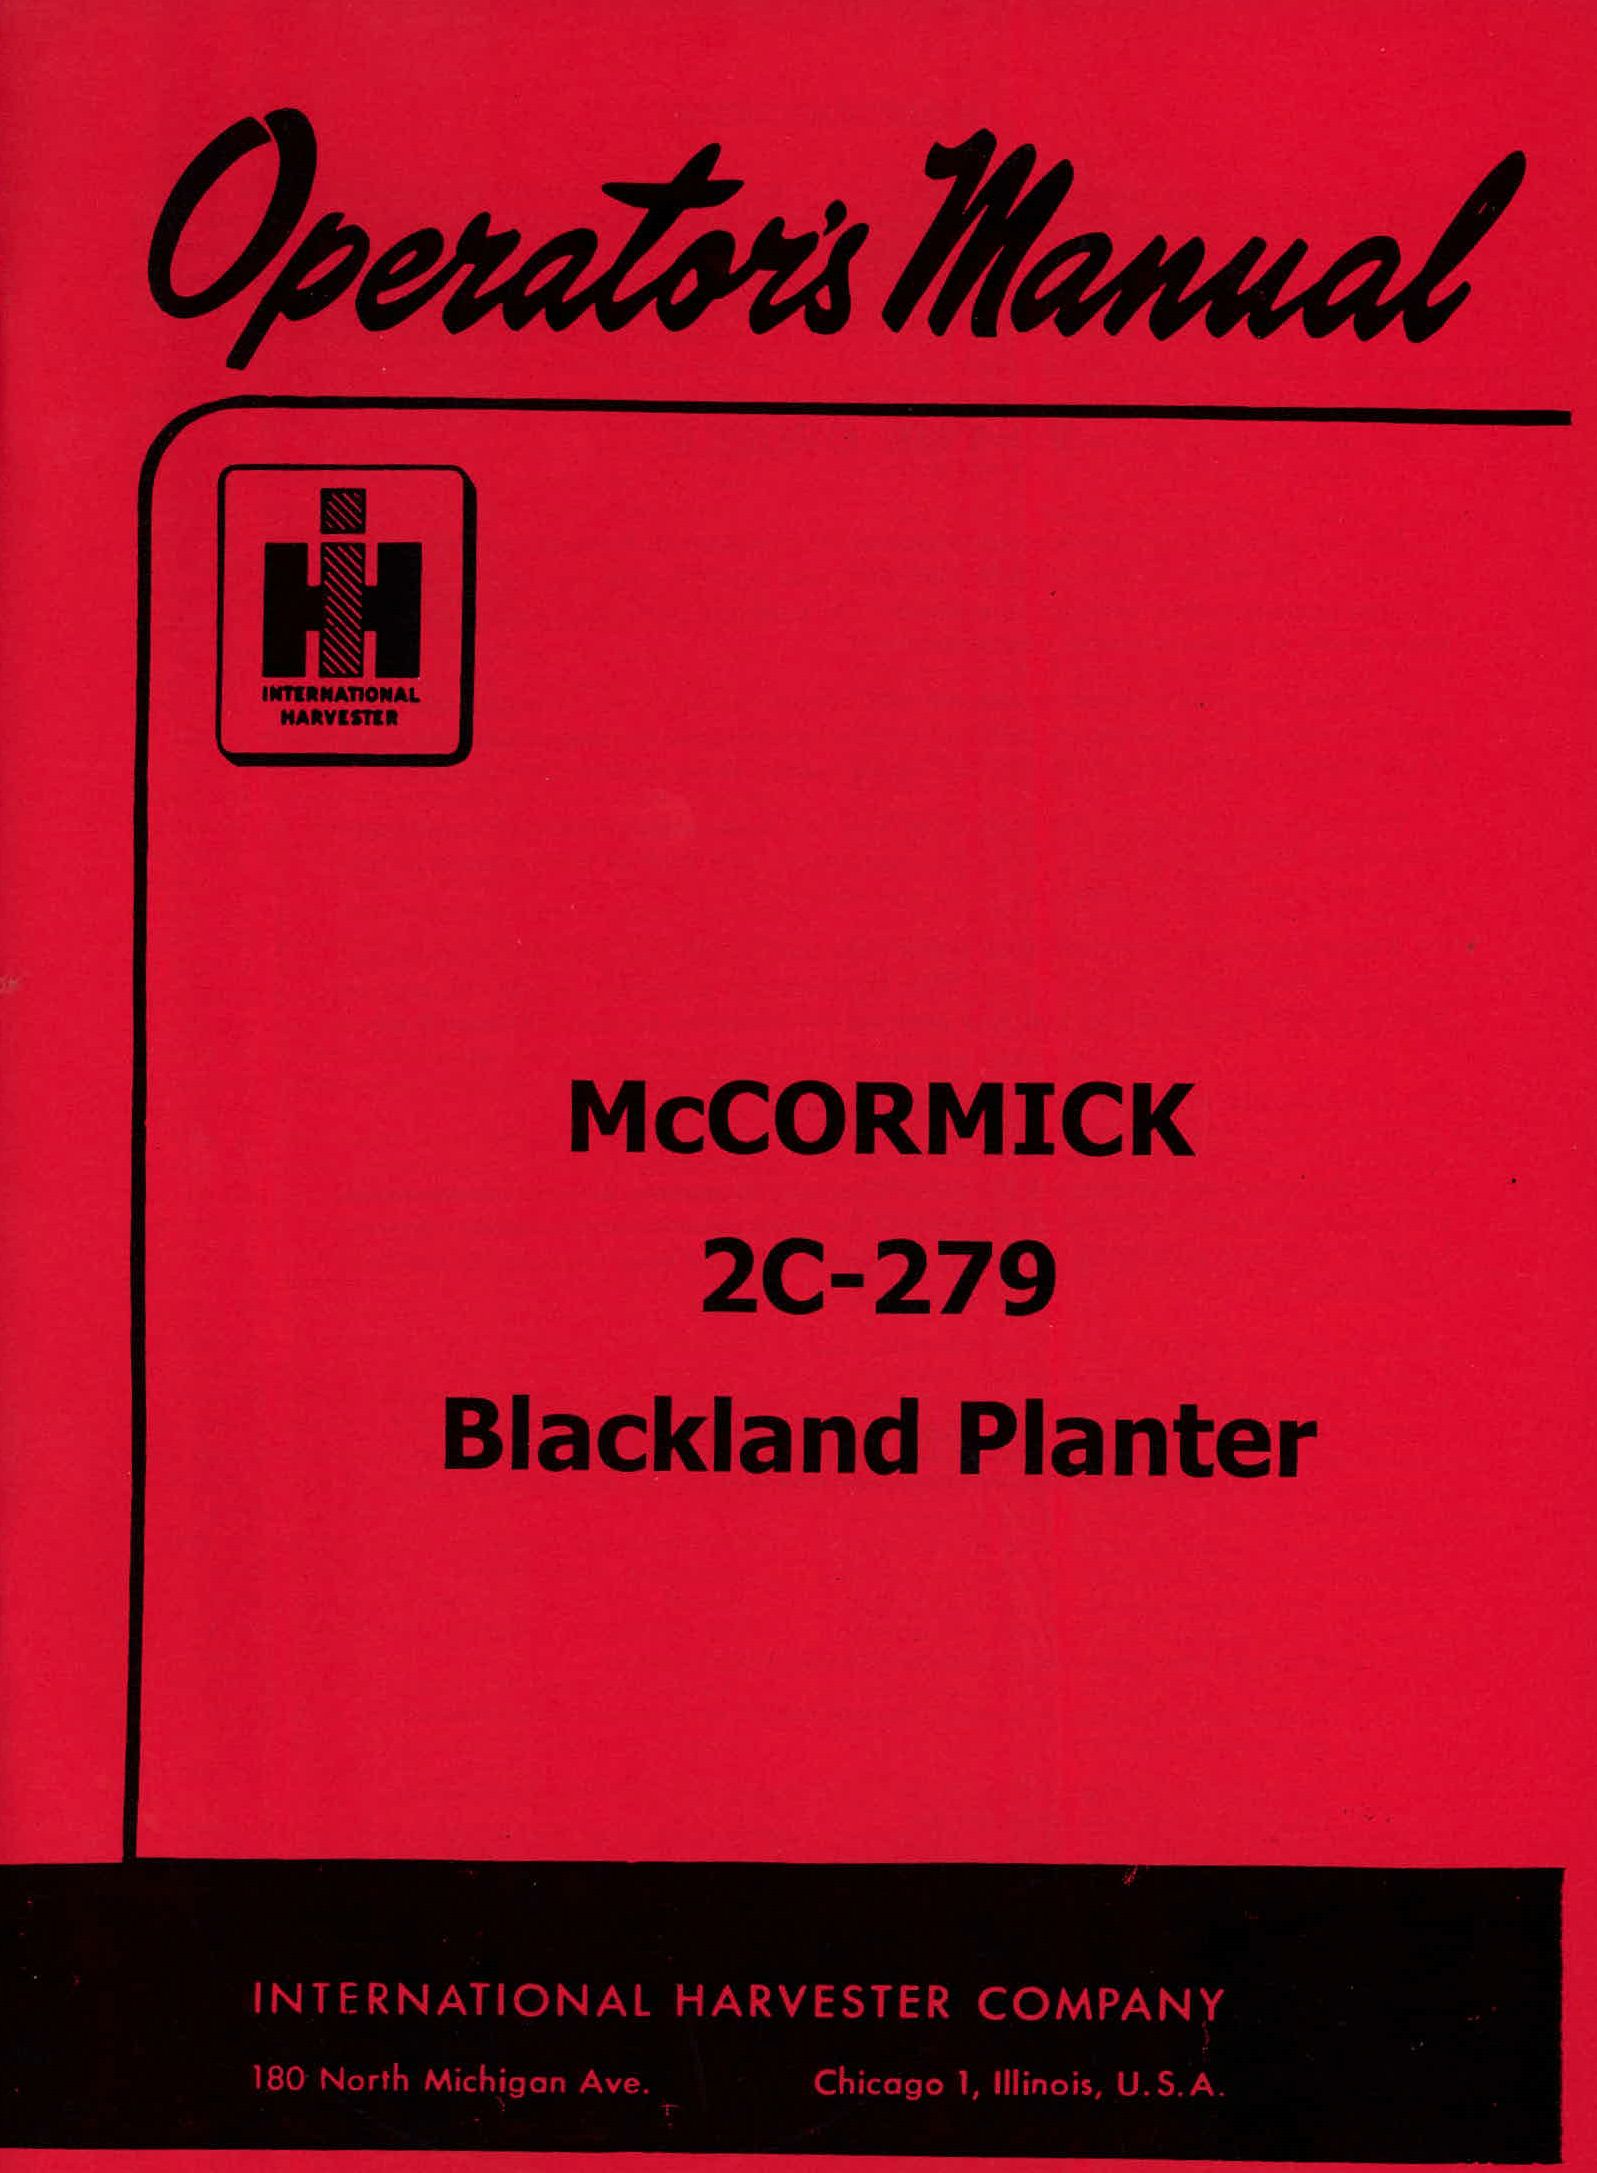 Operator's Manual
IH
INTERNATIONAL
HARVESTER
McCORMICK
2C-279
Blackland Planter
INTERNATIONAL HARVESTER COMPANY
180 North Michigan Ave. Chicago 1, Illinois, U.S.A.